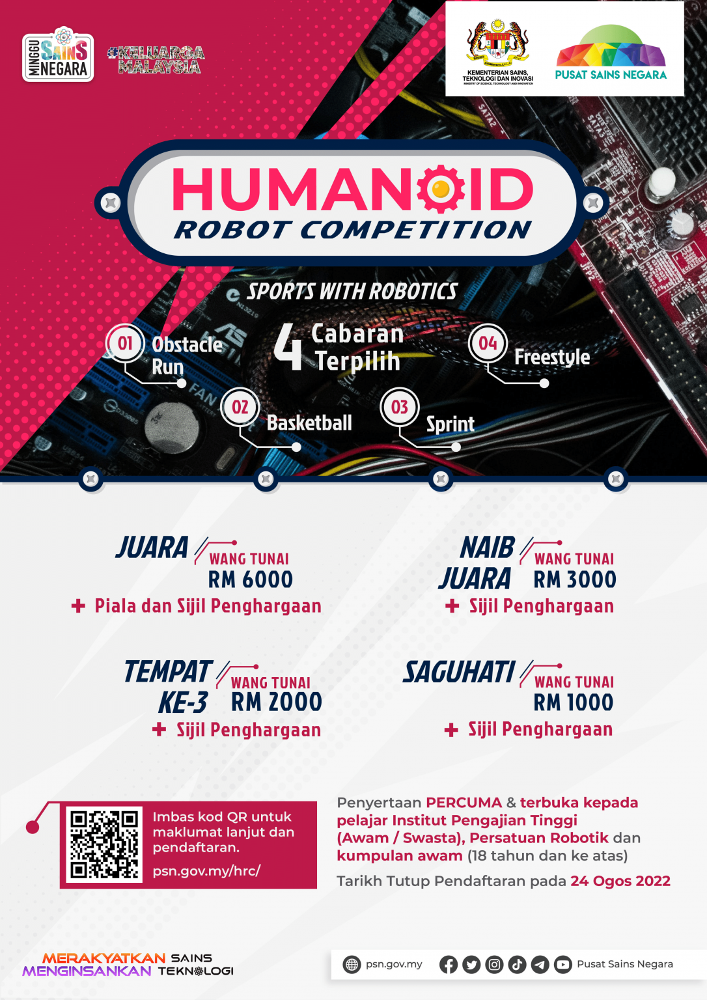 MINGGU
SAINS
NEGARA
#KELUARGA
MALAYSIA
KEMENTERIAN SAINS,
TEKNOLOGI DAN INOVASI
MINISTRY OF SCIENCE, TECHNOLOGY AND INNOVATION
PUSAT SAINS NEGARA
SATA2
SATA3
HUMANOID
ROBOT COMPETITION
SPORTS WITH ROBOTICS
4 Cabaran
Terpilih
01 Obstacle
Run
02 Basketball
03 Sprint
04 Freestyle
N13219
FAN
JUARA
WANG TUNAI
RM 6000
+ Piala dan Sijil Penghargaan
NAIB
JUARA
WANG TUNAI
RM 3000
+ Sijil Penghargaan
TEMPAT
KE-3
WANG TUNAI
RM 2000
+ Sijil Penghargaan
SAGUHATI
WANG TUNAI
RM 1000
+ Sijil Penghargaan
Imbas kod QR untuk
maklumat lanjut dan
pendaftaran.
psn.gov.my/hrc/
Penyertaan PERCUMA & terbuka kepada
pelajar Institut Pengajian Tinggi
(Awam / Swasta), Persatuan Robotik dan
kumpulan awam (18 tahun dan ke atas)
Tarikh Tutup Pendaftaran pada 24 Ogos 2022
MERAKYATKAN SAINS
MENGINSANKAN TEKNOLOGI
psn.gov.my
Pusat Sains Negara